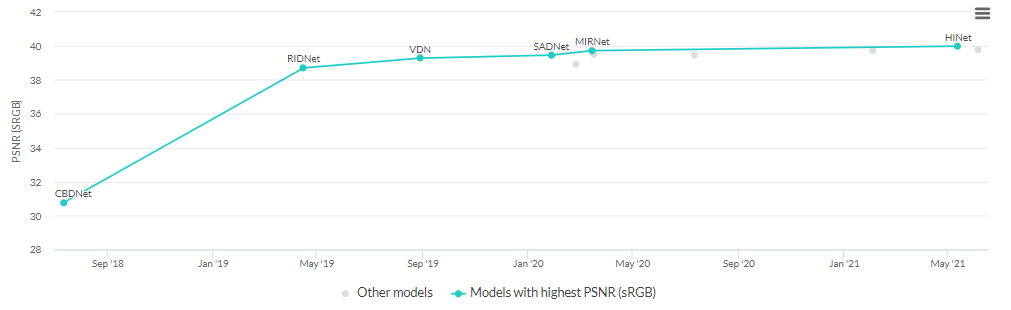 42
40
38
36
34
32
30
28
PSNR (SRGB)
CBDNet
RIDNet
VDN
SADNet
MIRNet
HINet
Sep '18
Jan '19
May '19
Sep '19
Jan '20
May '20
Sep '20
Jan '21
May '21
Other models
Models with highest PSNR (sRGB)